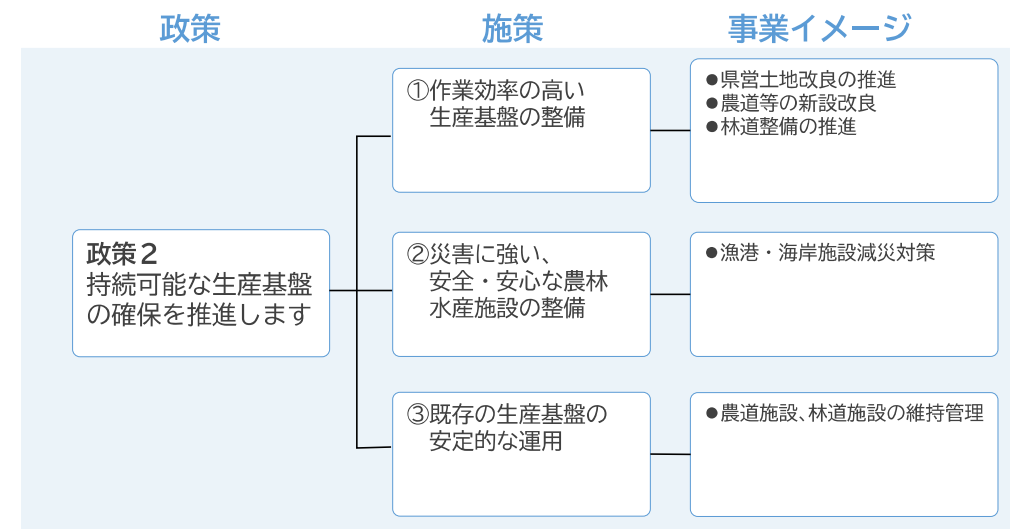 政策
施策
事業イメージ
政策２
持続可能な生産基盤
の確保を推進します
①作業効率の高い
生産基盤の整備
●県営土地改良の推進
●農道等の新設改良
●林道整備の推進
②災害に強い、
安全・安心な農林
水産施設の整備
●漁港・海岸施設減災対策
③既存の生産基盤の
安定的な運用
●農道施設、林道施設の維持管理